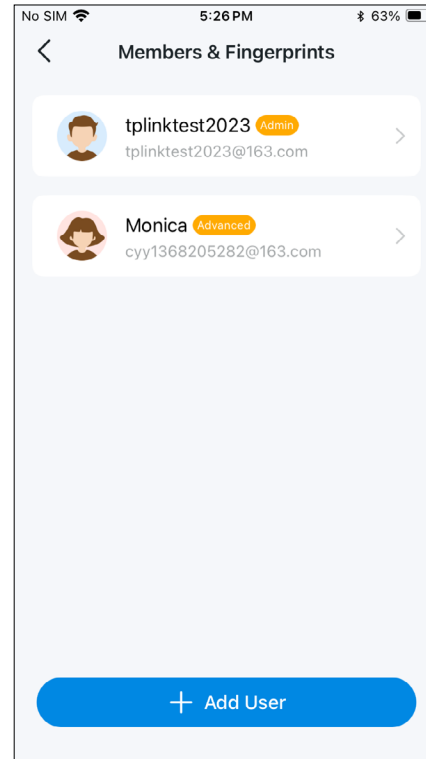 No SIM 5:26 PM 63%
Members & Fingerprints
tplinktest2023 Admin
tplinktest2023@163.com
Monica Advanced
cyy1368205282@163.com
Add User